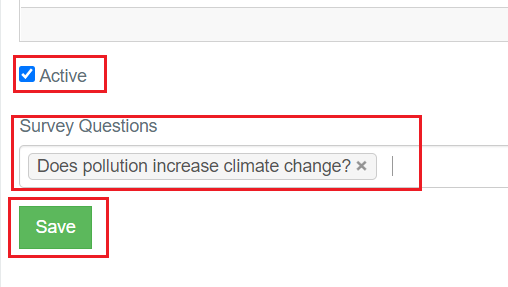 Active
Survey Questions
Does pollution increase climate change? ×
Save